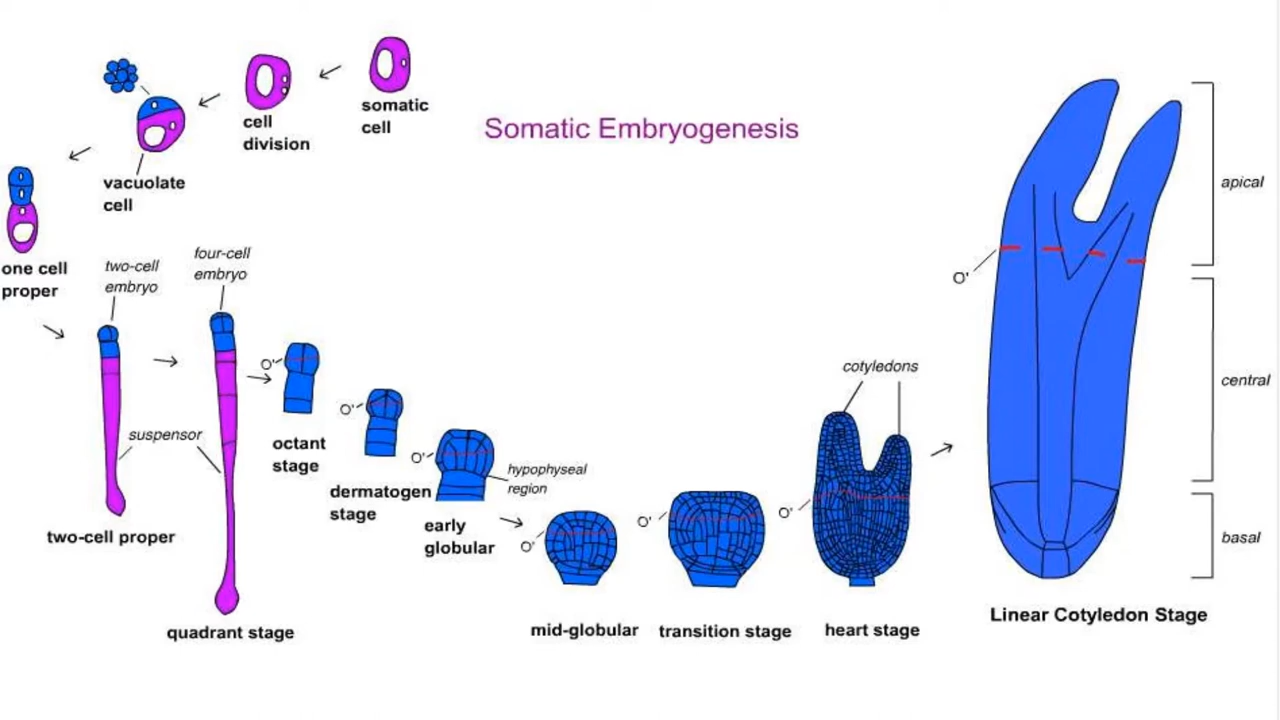 Somatic Embryogenesis
somatic
cell
cell
division
vacuolate
cell
one cell
proper
two-cell
embryo
four-cell
embryo
suspensor
two-cell proper
quadrant stage
O'
octant
stage
O'
dermatogen
stage
O'
hypophyseal
region
early
globular
O'
mid-globular
O'
transition stage
cotyledons
O'
heart stage
O'
apical
central
basal
Linear Cotyledon Stage